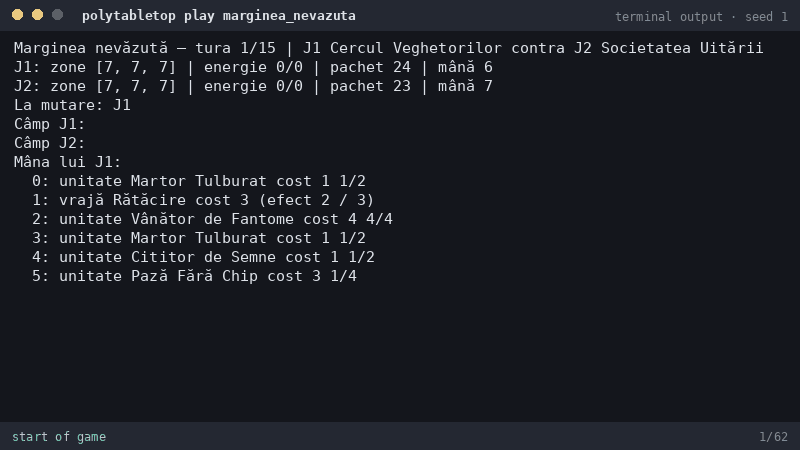 polytabletop play marginea_nevazuta
terminal output · seed 1
Marginea nevăzută — tura 1/15 | J1 Cercul Veghetorilor contra J2 Societatea Uitării
J1: zone [7, 7, 7] | energie 0/0 | pachet 24 | mână 6
J2: zone [7, 7, 7] | energie 0/0 | pachet 23 | mână 7
La mutare: J1
Câmp J1:
Câmp J2:
Mâna lui J1:
0: unitate Martor Tulburat cost 1 1/2
1: vrajă Rătăcire cost 3 (efect 2 / 3)
2: unitate Vânător de Fantome cost 4 4/4
3: unitate Martor Tulburat cost 1 1/2
4: unitate Cititor de Semne cost 1 1/2
5: unitate Pază Fără Chip cost 3 1/4
start of game
1/62